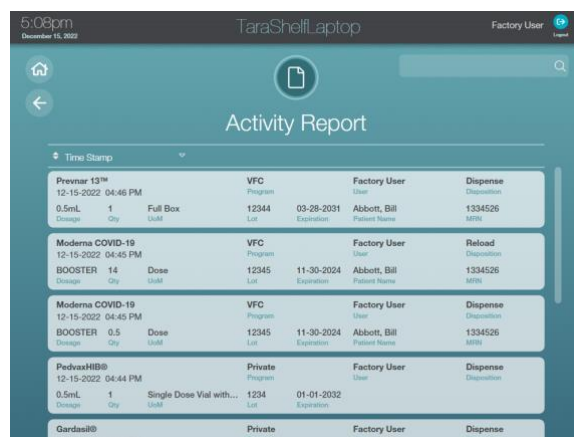 5:08pm TaraShelfLaptop Factory User
December 15, 2022 Logout
Activity Report
Time Stamp
Prevnar 13™ VFC Factory User Dispense
12-15-2022 04:46 PM Program User Disposition
0.5mL 1 Full Box 12344 03-28-2031 Abbott, Bill 1334526
Dosage Qty UoM Lot Expiration Patient Name MRN
Moderna COVID-19 VFC Factory User Reload
12-15-2022 04:45 PM Program User Disposition
BOOSTER 14 Dose 12345 11-30-2024 Abbott, Bill 1334526
Dosage Qty UoM Lot Expiration Patient Name MRN
Moderna COVID-19 VFC Factory User Dispense
12-15-2022 04:45 PM Program User Disposition
BOOSTER 0.5 Dose 12345 11-30-2024 Abbott, Bill 1334526
Dosage Qty UoM Lot Expiration Patient Name MRN
PedvaxHIB® Private Factory User Dispense
12-15-2022 04:44 PM Program User Disposition
0.5mL 1 Single Dose Vial with... 1234 01-01-2032
Dosage Qty UoM Lot Expiration
Gardasil® Private Factory User Dispense